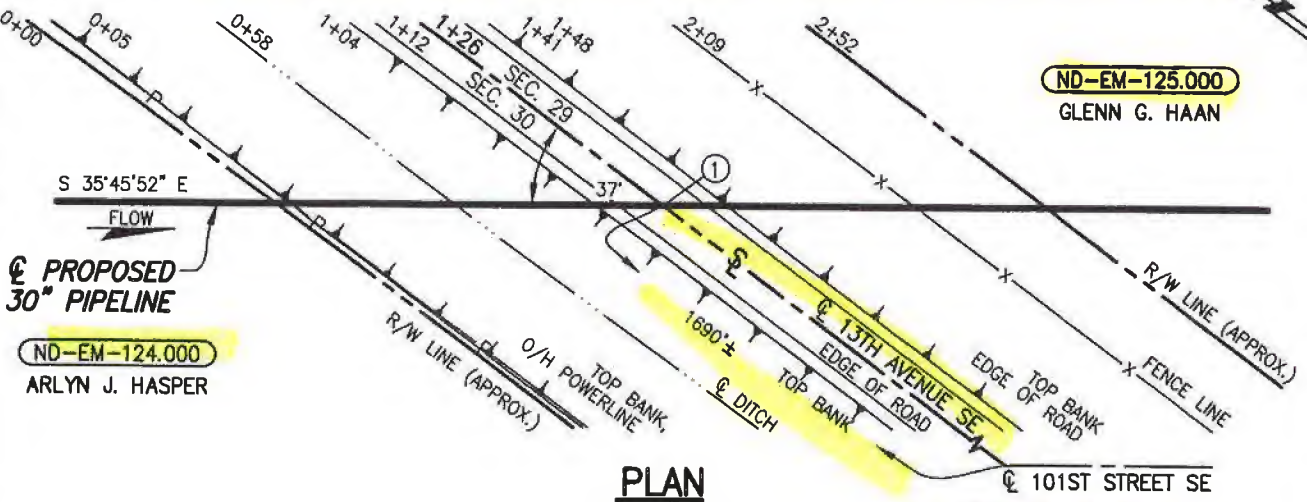 0+00
0+05
0+58
1+04
1+12
1+26
1+41
1+48
2+09
2+52
SEC. 29
SEC. 30
ND-EM-125.000
GLENN G. HAAN
1
S 35°45'52" E
37°
FLOW
℄ PROPOSED
30" PIPELINE
ND-EM-124.000
ARLYN J. HASPER
P
P
P
P
X
X
X
X
R/W LINE (APPROX.)
O/H POWERLINE
TOP BANK,
℄ DITCH
1690'±
TOP BANK
EDGE OF ROAD
℄ 13TH AVENUE SE
EDGE OF ROAD
TOP BANK
FENCE LINE
R/W LINE (APPROX.)
℄ 101ST STREET SE
PLAN